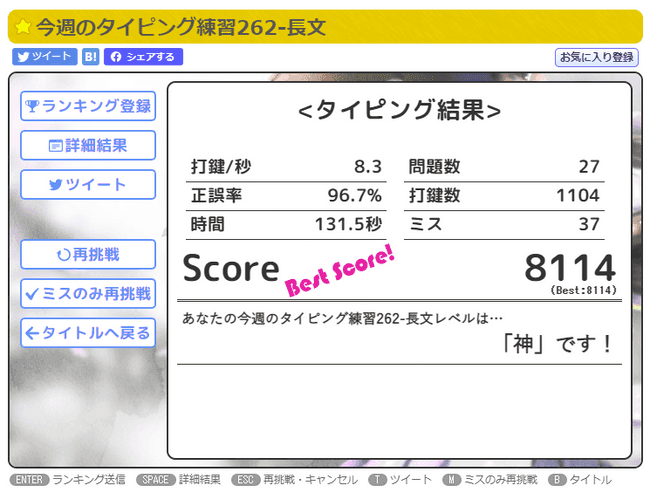 今週のタイピング練習262-長文
ツイート B! シェアする お気に入り登録
ランキング登録
詳細結果
ツイート
再挑戦
ミスのみ再挑戦
タイトルへ戻る
<タイピング結果>
打鍵/秒 8.3 問題数 27
正誤率 96.7% 打鍵数 1104
時間 131.5秒 ミス 37
Score Best Score! 8114
(Best:8114)
あなたの今週のタイピング練習262-長文レベルは…
「神」です！
ENTER ランキング送信 SPACE 詳細結果 ESC 再挑戦・キャンセル T ツイート M ミスのみ再挑戦 B タイトル